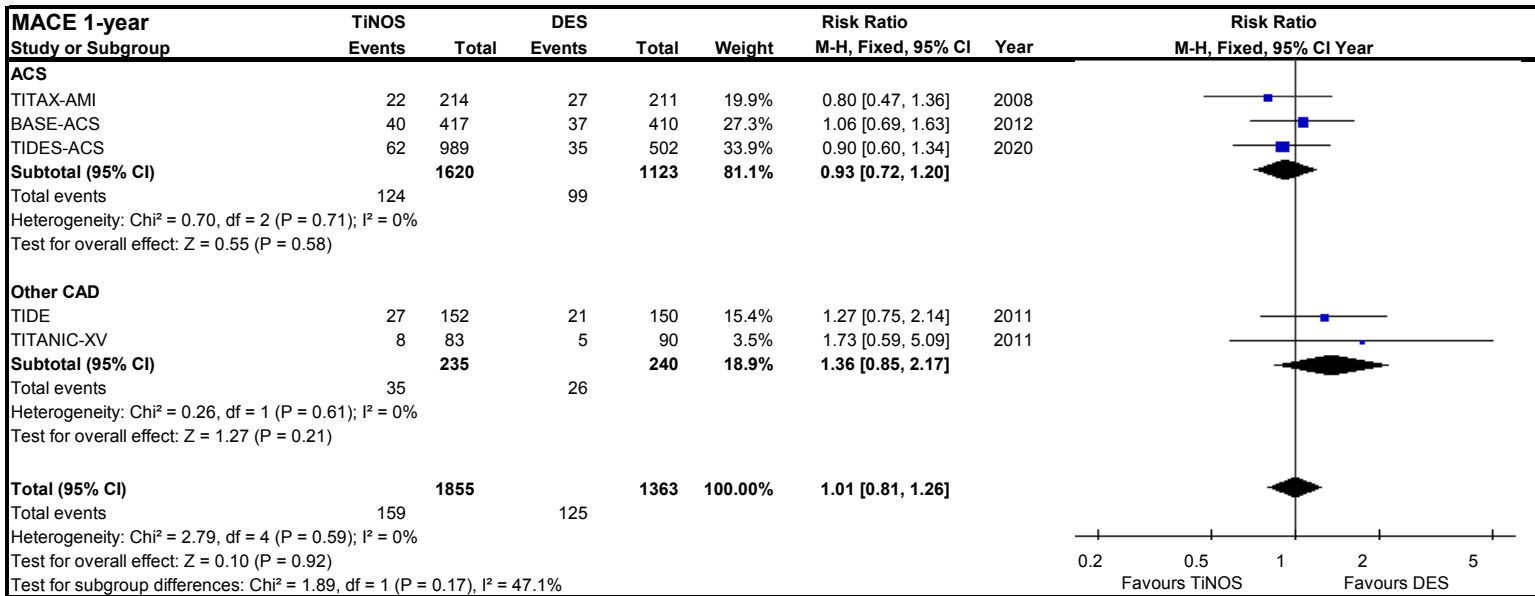 MACE 1-year TiNOS DES Risk Ratio Risk Ratio
Study or Subgroup Events Total Events Total Weight M-H, Fixed, 95% CI Year M-H, Fixed, 95% CI Year
ACS
TITAX-AMI 22 214 27 211 19.9% 0.80 [0.47, 1.36] 2008
BASE-ACS 40 417 37 410 27.3% 1.06 [0.69, 1.63] 2012
TIDES-ACS 62 989 35 502 33.9% 0.90 [0.60, 1.34] 2020
Subtotal (95% CI) 1620 1123 81.1% 0.93 [0.72, 1.20]
Total events 124 99
Heterogeneity: Chi² = 0.70, df = 2 (P = 0.71); I² = 0%
Test for overall effect: Z = 0.55 (P = 0.58)
Other CAD
TIDE 27 152 21 150 15.4% 1.27 [0.75, 2.14] 2011
TITANIC-XV 8 83 5 90 3.5% 1.73 [0.59, 5.09] 2011
Subtotal (95% CI) 235 240 18.9% 1.36 [0.85, 2.17]
Total events 35 26
Heterogeneity: Chi² = 0.26, df = 1 (P = 0.61); I² = 0%
Test for overall effect: Z = 1.27 (P = 0.21)
Total (95% CI) 1855 1363 100.00% 1.01 [0.81, 1.26]
Total events 159 125
Heterogeneity: Chi² = 2.79, df = 4 (P = 0.59); I² = 0%
Test for overall effect: Z = 0.10 (P = 0.92)
Test for subgroup differences: Chi² = 1.89, df = 1 (P = 0.17), I² = 47.1%
0.2 0.5 1 2 5
Favours TiNOS Favours DES